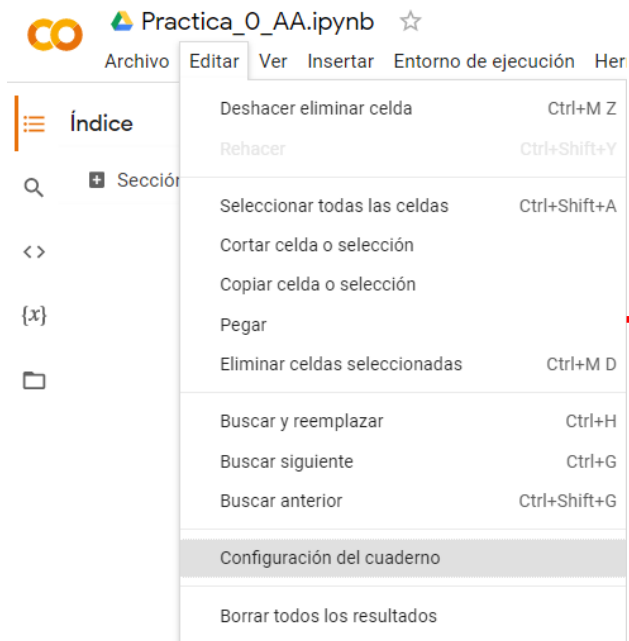 CO Practica_0_AA.ipynb
Archivo Editar Ver Insertar Entorno de ejecución Her
Índice
Sección
Deshacer eliminar celda Ctrl+M Z
Rehacer Ctrl+Shift+Y
Seleccionar todas las celdas Ctrl+Shift+A
Cortar celda o selección
Copiar celda o selección
{x}
Pegar
Eliminar celdas seleccionadas Ctrl+M D
Buscar y reemplazar Ctrl+H
Buscar siguiente Ctrl+G
Buscar anterior Ctrl+Shift+G
Configuración del cuaderno
Borrar todos los resultados